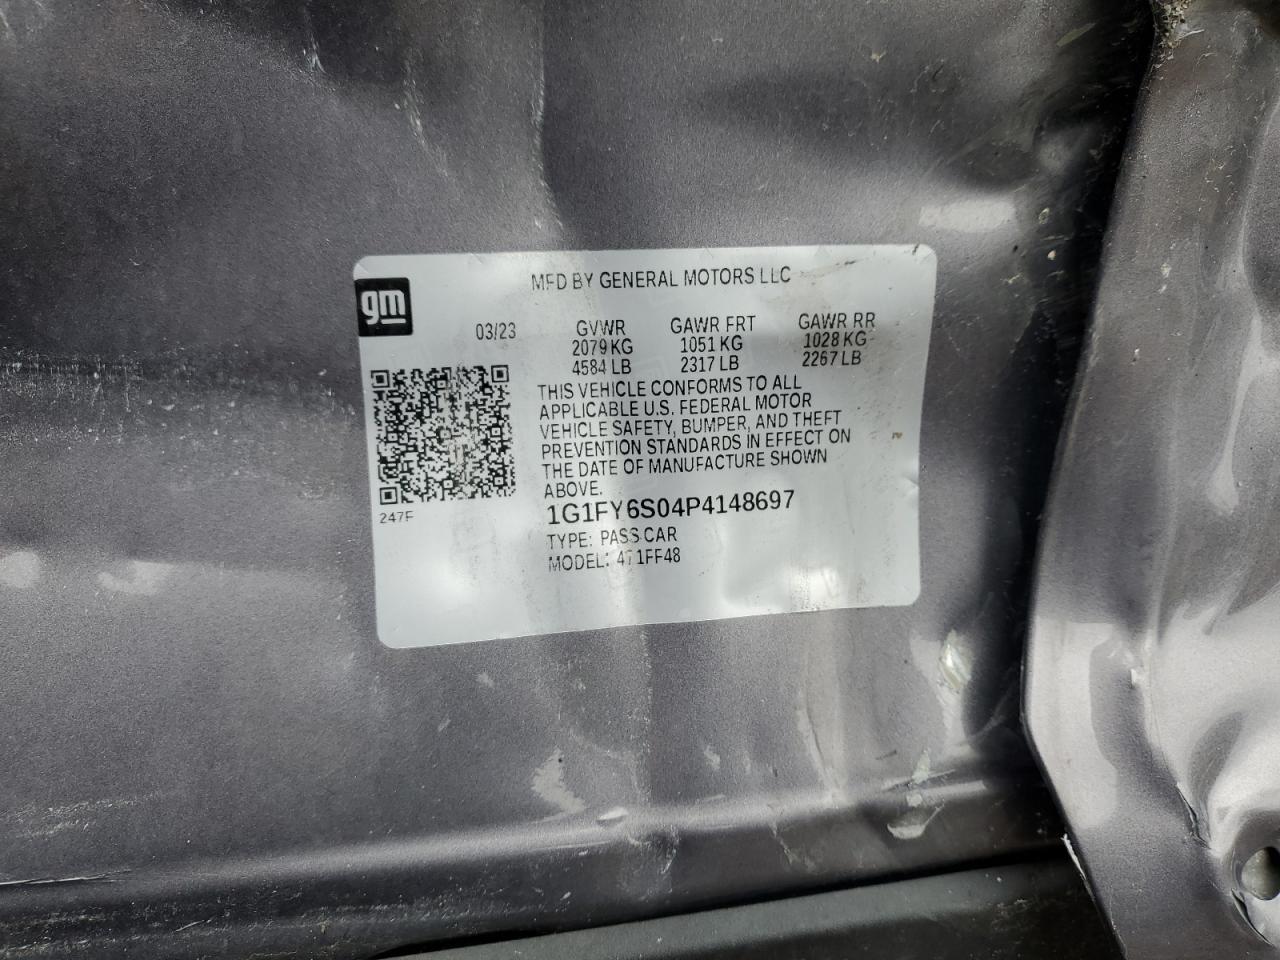 gm
MFD BY GENERAL MOTORS LLC
03/23 GVWR GAWR FRT GAWR RR
2079 KG 1051 KG 1028 KG
4584 LB 2317 LB 2267 LB
THIS VEHICLE CONFORMS TO ALL
APPLICABLE U.S. FEDERAL MOTOR
VEHICLE SAFETY, BUMPER, AND THEFT
PREVENTION STANDARDS IN EFFECT ON
THE DATE OF MANUFACTURE SHOWN
ABOVE.
1G1FY6S04P4148697
TYPE: PASS CAR
MODEL: 471FF48
247F